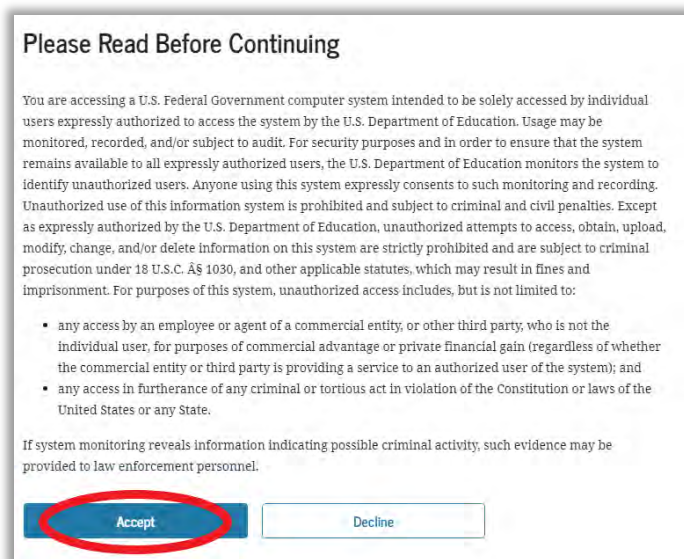 Please Read Before Continuing
You are accessing a U.S. Federal Government computer system intended to be solely accessed by individual
users expressly authorized to access the system by the U.S. Department of Education. Usage may be
monitored, recorded, and/or subject to audit. For security purposes and in order to ensure that the system
remains available to all expressly authorized users, the U.S. Department of Education monitors the system to
identify unauthorized users. Anyone using this system expressly consents to such monitoring and recording.
Unauthorized use of this information system is prohibited and subject to criminal and civil penalties. Except
as expressly authorized by the U.S. Department of Education, unauthorized attempts to access, obtain, upload,
modify, change, and/or delete information on this system are strictly prohibited and are subject to criminal
prosecution under 18 U.S.C. Â§ 1030, and other applicable statutes, which may result in fines and
imprisonment. For purposes of this system, unauthorized access includes, but is not limited to:
• any access by an employee or agent of a commercial entity, or other third party, who is not the
individual user, for purposes of commercial advantage or private financial gain (regardless of whether
the commercial entity or third party is providing a service to an authorized user of the system); and
• any access in furtherance of any criminal or tortious act in violation of the Constitution or laws of the
United States or any State.
If system monitoring reveals information indicating possible criminal activity, such evidence may be
provided to law enforcement personnel.
Accept Decline